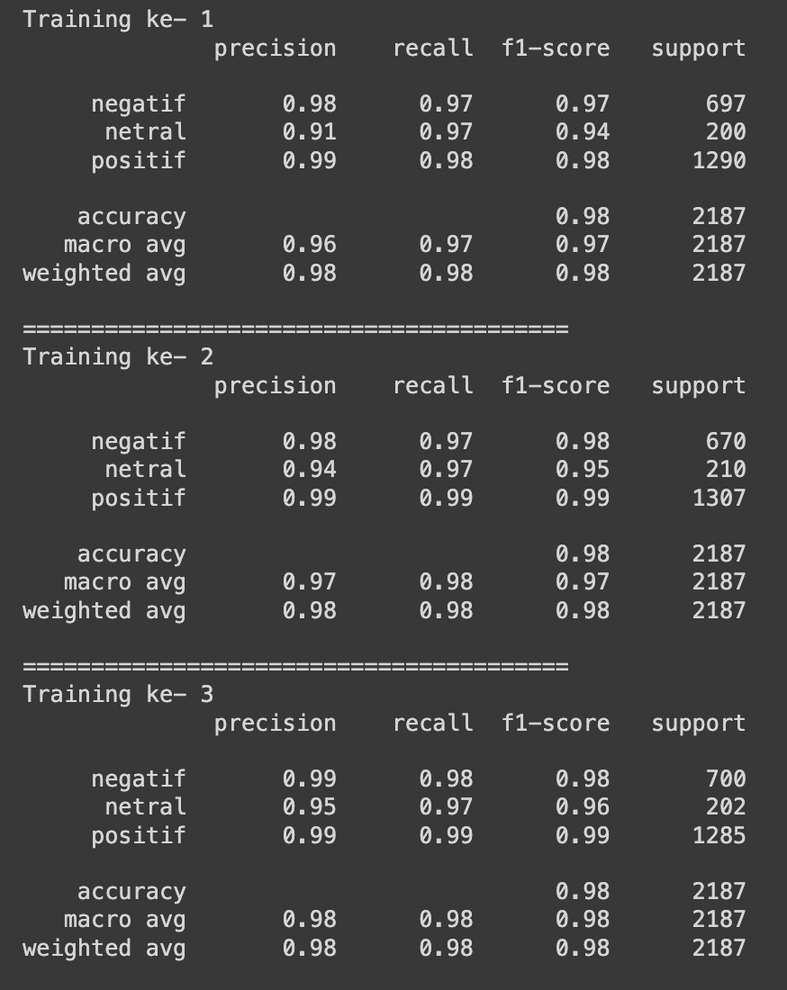 Training ke- 1
precision recall f1-score support
negatif 0.98 0.97 0.97 697
netral 0.91 0.97 0.94 200
positif 0.99 0.98 0.98 1290
accuracy 0.98 2187
macro avg 0.96 0.97 0.97 2187
weighted avg 0.98 0.98 0.98 2187
========================================
Training ke- 2
precision recall f1-score support
negatif 0.98 0.97 0.98 670
netral 0.94 0.97 0.95 210
positif 0.99 0.99 0.99 1307
accuracy 0.98 2187
macro avg 0.97 0.98 0.97 2187
weighted avg 0.98 0.98 0.98 2187
========================================
Training ke- 3
precision recall f1-score support
negatif 0.99 0.98 0.98 700
netral 0.95 0.97 0.96 202
positif 0.99 0.99 0.99 1285
accuracy 0.98 2187
macro avg 0.98 0.98 0.98 2187
weighted avg 0.98 0.98 0.98 2187